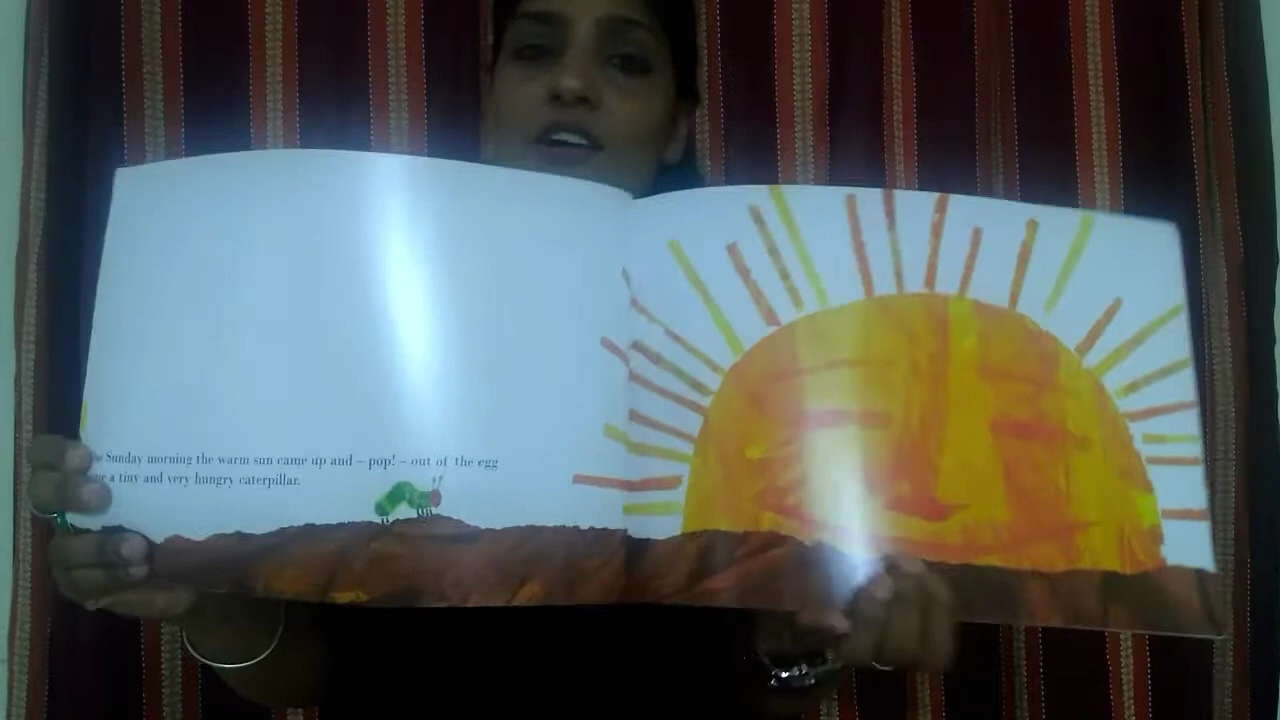 Sunday morning the warm sun came up and – pop! – out of the egg
a tiny and very hungry caterpillar.